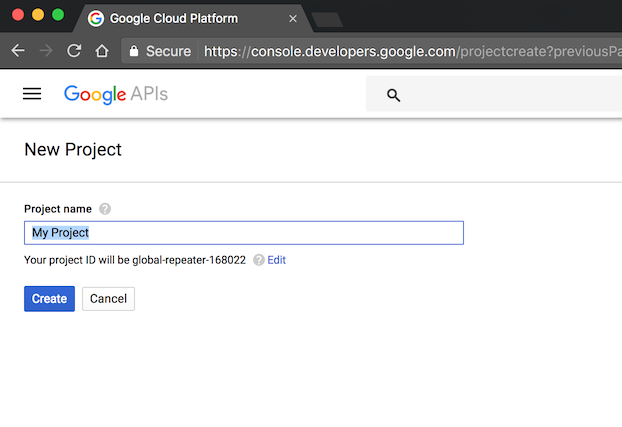 Google Cloud Platform
Secure https://console.developers.google.com/projectcreate?previousPa
Google APIs
New Project
Project name ?
My Project
Your project ID will be global-repeater-168022 ? Edit
Create Cancel